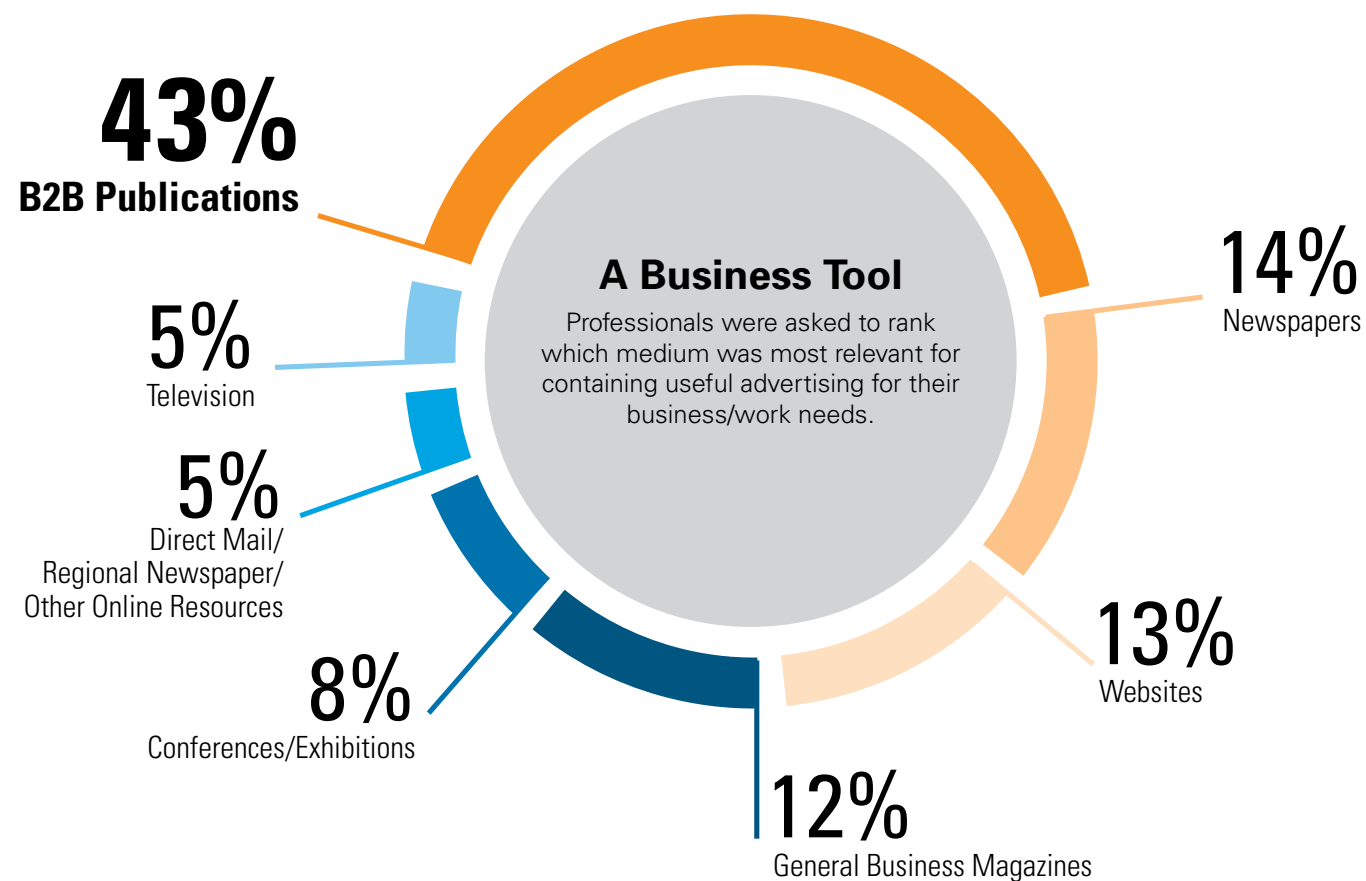 43%
B2B Publications
A Business Tool
Professionals were asked to rank
which medium was most relevant for
containing useful advertising for their
business/work needs.
14%
Newspapers
13%
Websites
12%
General Business Magazines
8%
Conferences/Exhibitions
5%
Direct Mail/
Regional Newspaper/
Other Online Resources
5%
Television